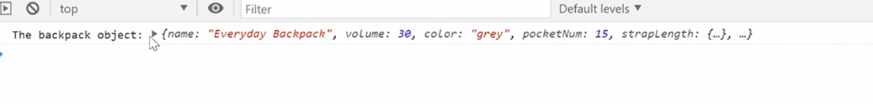 top Filter Default levels
The backpack object: {name: "Everyday Backpack", volume: 30, color: "grey", pocketNum: 15, strapLength: {…}, …}